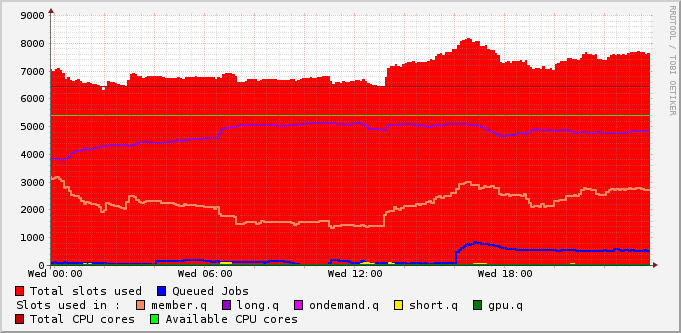 9000
8000
7000
6000
5000
4000
3000
2000
1000
0
Wed 00:00 Wed 06:00 Wed 12:00 Wed 18:00
Total slots used Queued Jobs
Slots used in : member.q long.q ondemand.q short.q gpu.q
Total CPU cores Available CPU cores
RRDTOOL / TOBI OETIKER